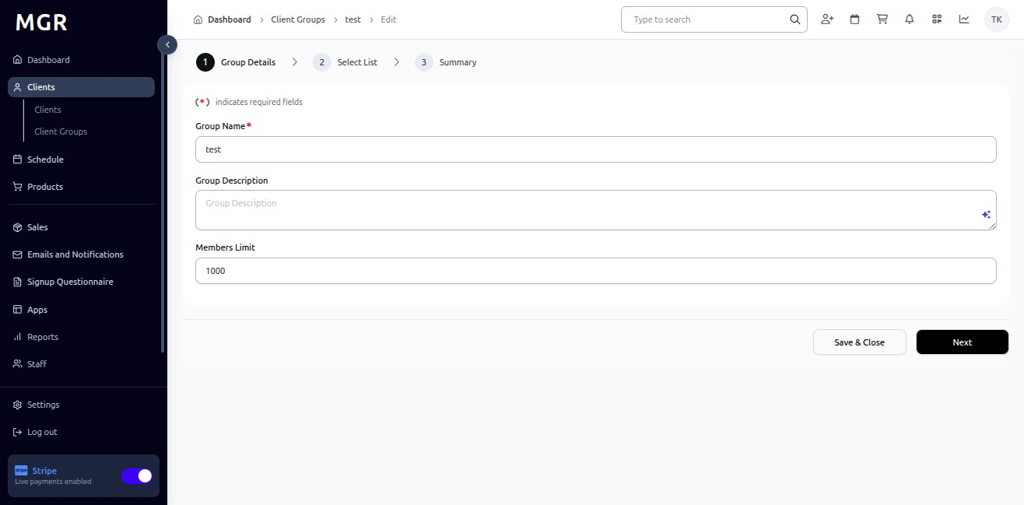 MGR
Dashboard
Clients
Clients
Client Groups
Schedule
Products
Sales
Emails and Notifications
Signup Questionnaire
Apps
Reports
Staff
Settings
Log out
stripe Stripe
Live payments enabled
Dashboard > Client Groups > test > Edit
Type to search
TK
1 Group Details > 2 Select List > 3 Summary
(*) indicates required fields
Group Name*
test
Group Description
Group Description
Members Limit
1000
Save & Close
Next